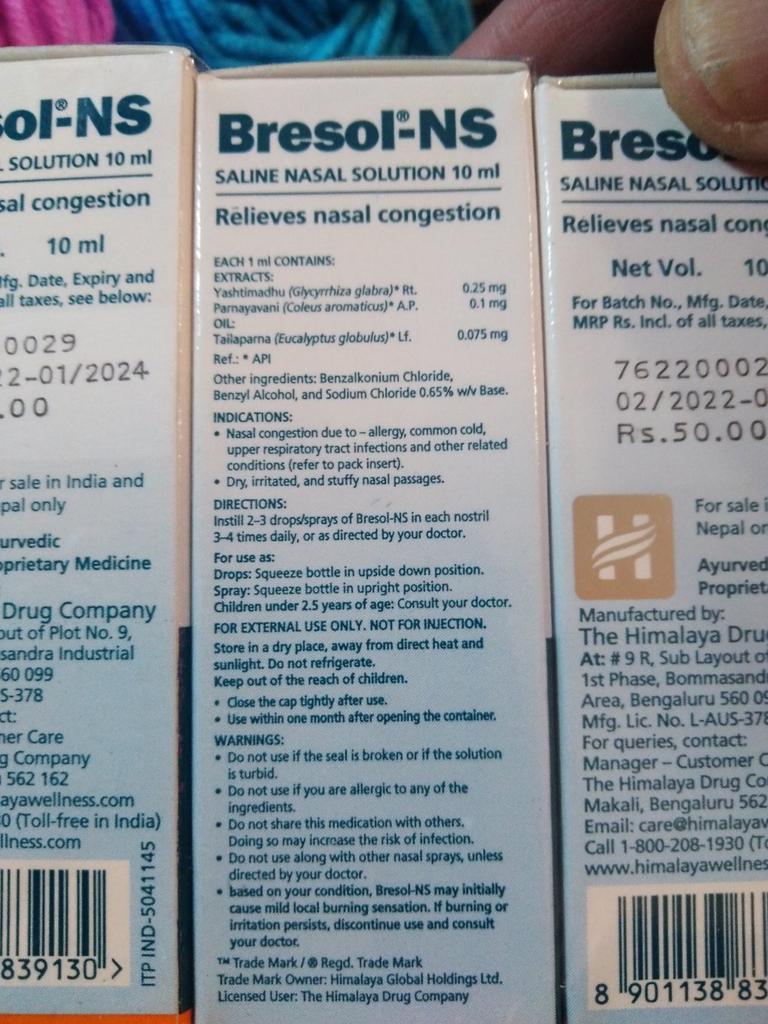 sol®-NS
SOLUTION 10 ml
sal congestion
10 ml
Mfg. Date, Expiry and
all taxes, see below:
0029
22-01/2024
.00
r sale in India and
pal only
urvedic
oprietary Medicine
Drug Company
out of Plot No. 9,
sandra Industrial
60 099
S-378
ct:
ner Care
g Company
562 162
ayawellness.com
0 (Toll-free in India)
llness.com
839130 >
ITP IND-5041145
Bresol®-NS
SALINE NASAL SOLUTION 10 ml
Relieves nasal congestion
EACH 1 ml CONTAINS:
EXTRACTS:
Yashtimadhu (Glycyrrhiza glabra)* Rt. 0.25 mg
Parnayavani (Coleus aromaticus)* A.P. 0.1 mg
OIL:
Tailaparna (Eucalyptus globulus)* Lf. 0.075 mg
Ref.: * API
Other ingredients: Benzalkonium Chloride,
Benzyl Alcohol, and Sodium Chloride 0.65% w/v Base.
INDICATIONS:
• Nasal congestion due to – allergy, common cold,
upper respiratory tract infections and other related
conditions (refer to pack insert).
• Dry, irritated, and stuffy nasal passages.
DIRECTIONS:
Instill 2–3 drops/sprays of Bresol-NS in each nostril
3–4 times daily, or as directed by your doctor.
For use as:
Drops: Squeeze bottle in upside down position.
Spray: Squeeze bottle in upright position.
Children under 2.5 years of age: Consult your doctor.
FOR EXTERNAL USE ONLY. NOT FOR INJECTION.
Store in a dry place, away from direct heat and
sunlight. Do not refrigerate.
Keep out of the reach of children.
• Close the cap tightly after use.
• Use within one month after opening the container.
WARNINGS:
• Do not use if the seal is broken or if the solution
is turbid.
• Do not use if you are allergic to any of the
ingredients.
• Do not share this medication with others.
Doing so may increase the risk of infection.
• Do not use along with other nasal sprays, unless
directed by your doctor.
• based on your condition, Bresol-NS may initially
cause mild local burning sensation. If burning or
irritation persists, discontinue use and consult
your doctor.
™ Trade Mark / ® Regd. Trade Mark
Trade Mark Owner: Himalaya Global Holdings Ltd.
Licensed User: The Himalaya Drug Company
Breso
SALINE NASAL SOLUTIO
Relieves nasal cong
Net Vol. 10
For Batch No., Mfg. Date,
MRP Rs. Incl. of all taxes,
76220002
02/2022-0
Rs.50.00
H
For sale i
Nepal on
Ayurved
Propriet
Manufactured by:
The Himalaya Drug
At: # 9 R, Sub Layout o
1st Phase, Bommasand
Area, Bengaluru 560 09
Mfg. Lic. No. L-AUS-378
For queries, contact:
Manager – Customer C
The Himalaya Drug Co
Makali, Bengaluru 562
Email: care@himalayaw
Call 1-800-208-1930 (To
www.himalayawellnes
8 901138 83